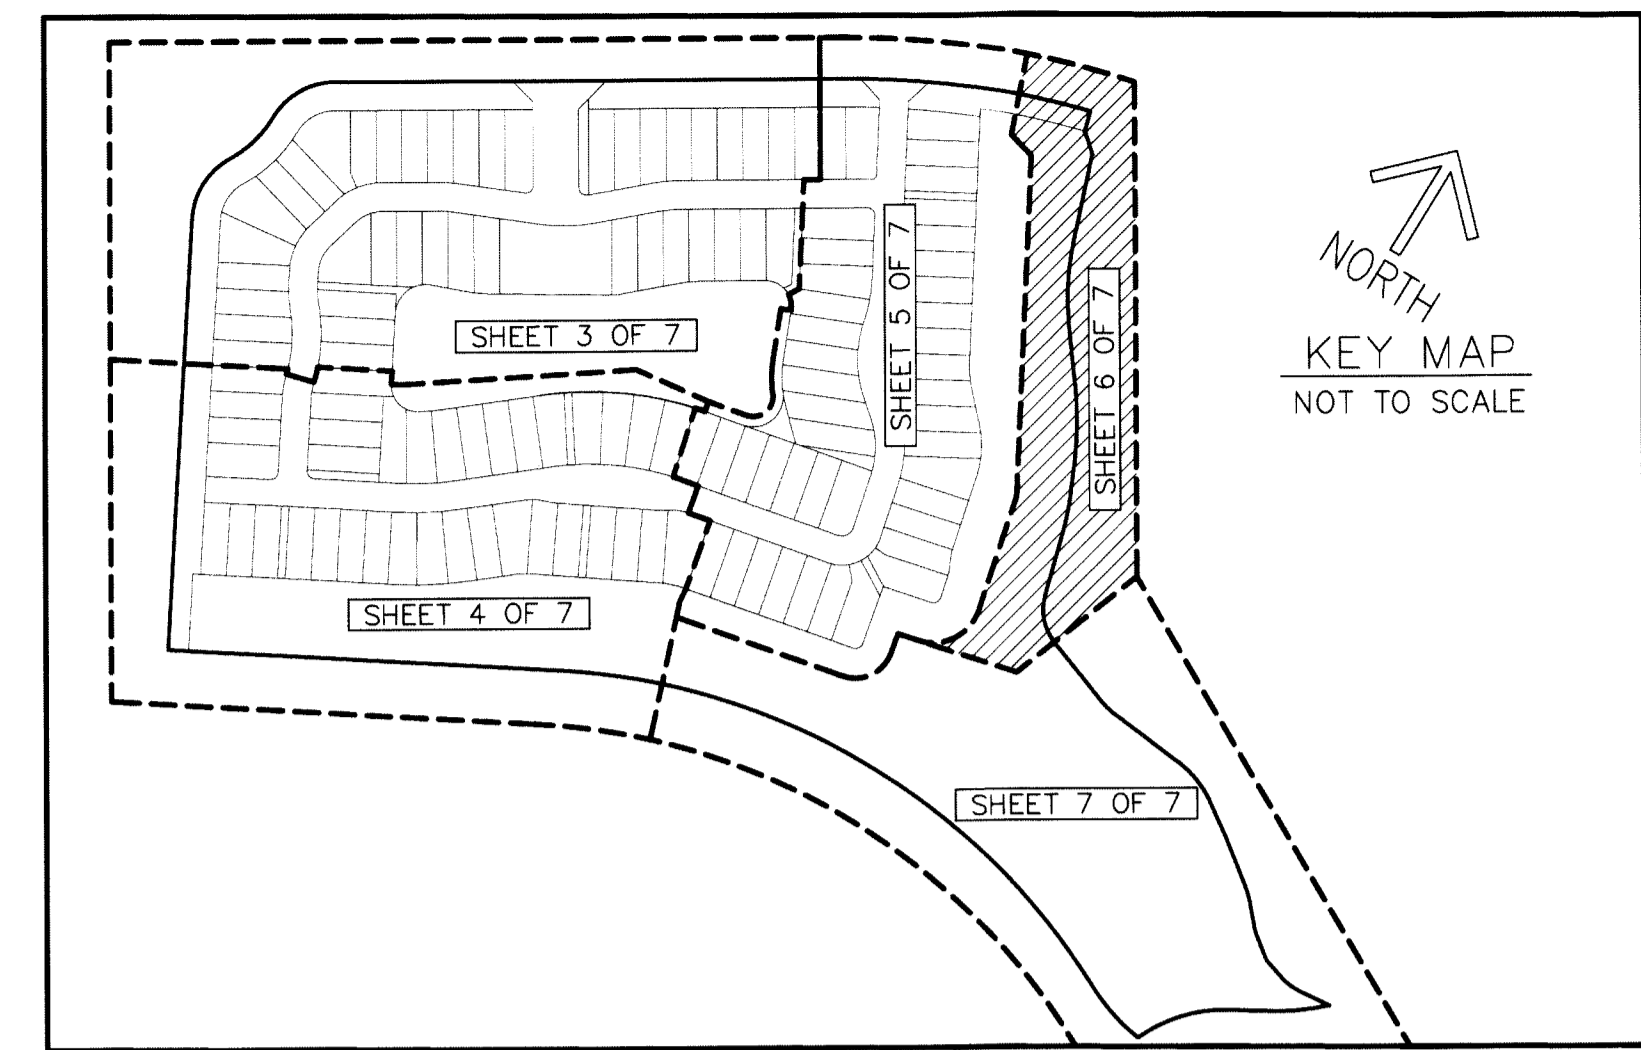 SHEET 3 OF 7
SHEET 5 OF 7
SHEET 6 OF 7
NORTH
KEY MAP
NOT TO SCALE
SHEET 4 OF 7
SHEET 7 OF 7